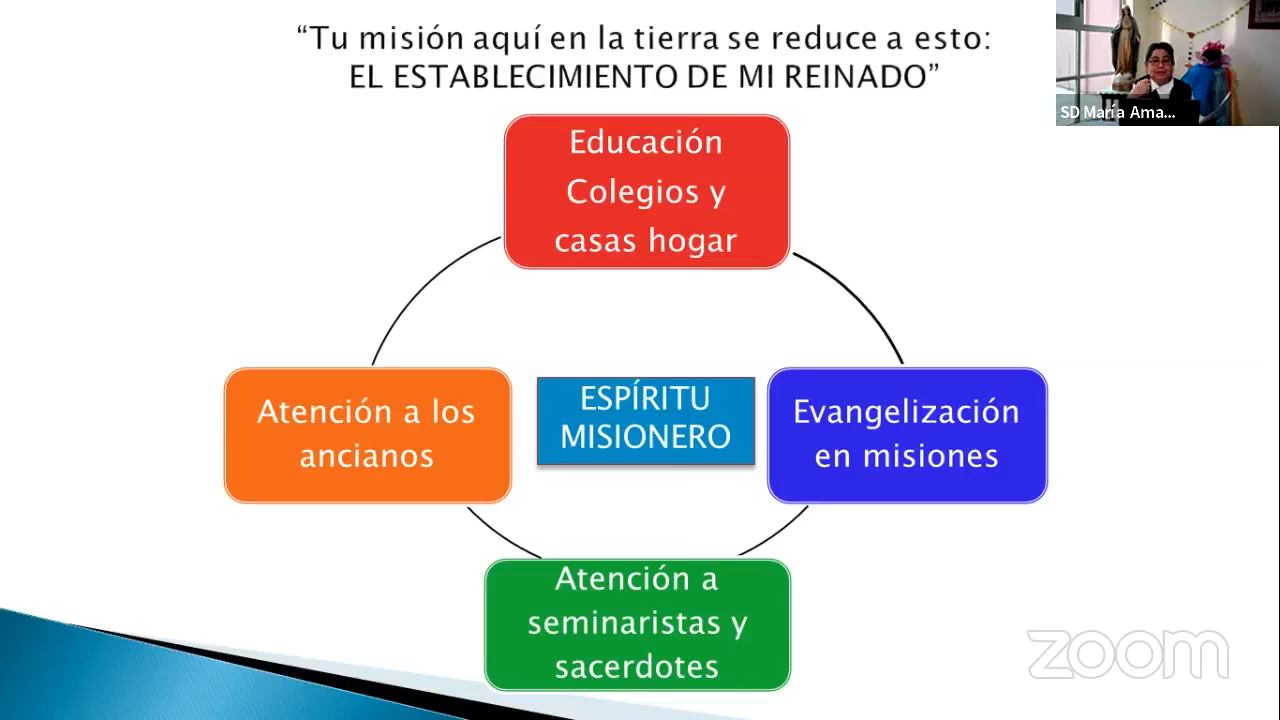 “Tu misión aquí en la tierra se reduce a esto:
EL ESTABLECIMIENTO DE MI REINADO”
SD María Ama...
Educación
Colegios y
casas hogar
Atención a los
ancianos
ESPÍRITU
MISIONERO
Evangelización
en misiones
Atención a
seminaristas y
sacerdotes
zoom